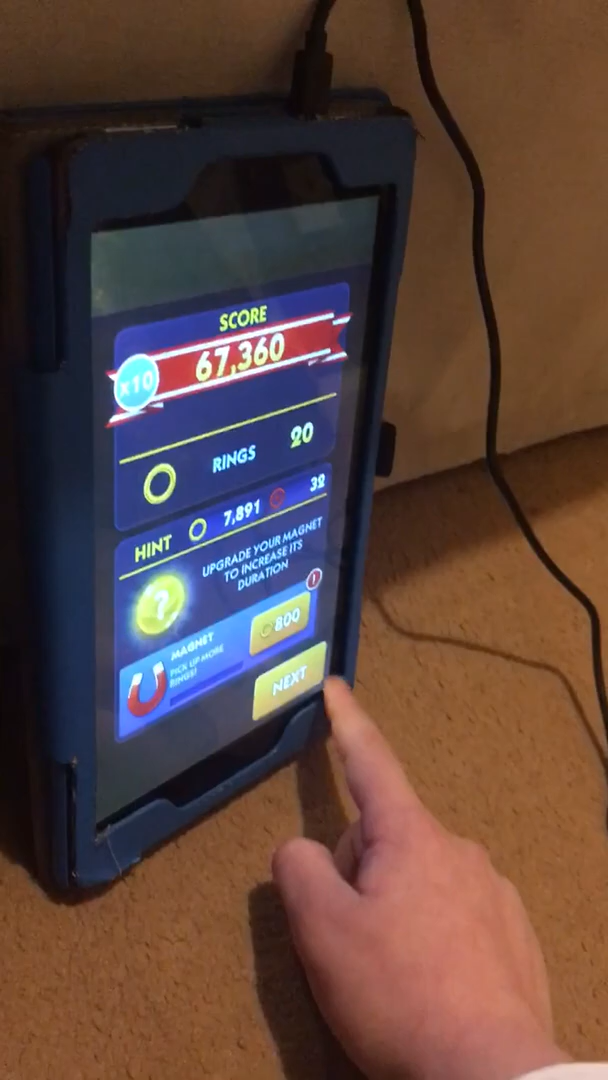 SCORE
x10
67,360
RINGS 20
HINT 7,891 32
?
UPGRADE YOUR MAGNET
TO INCREASE ITS
DURATION
MAGNET
PICK UP MORE
RINGS!
800
NEXT